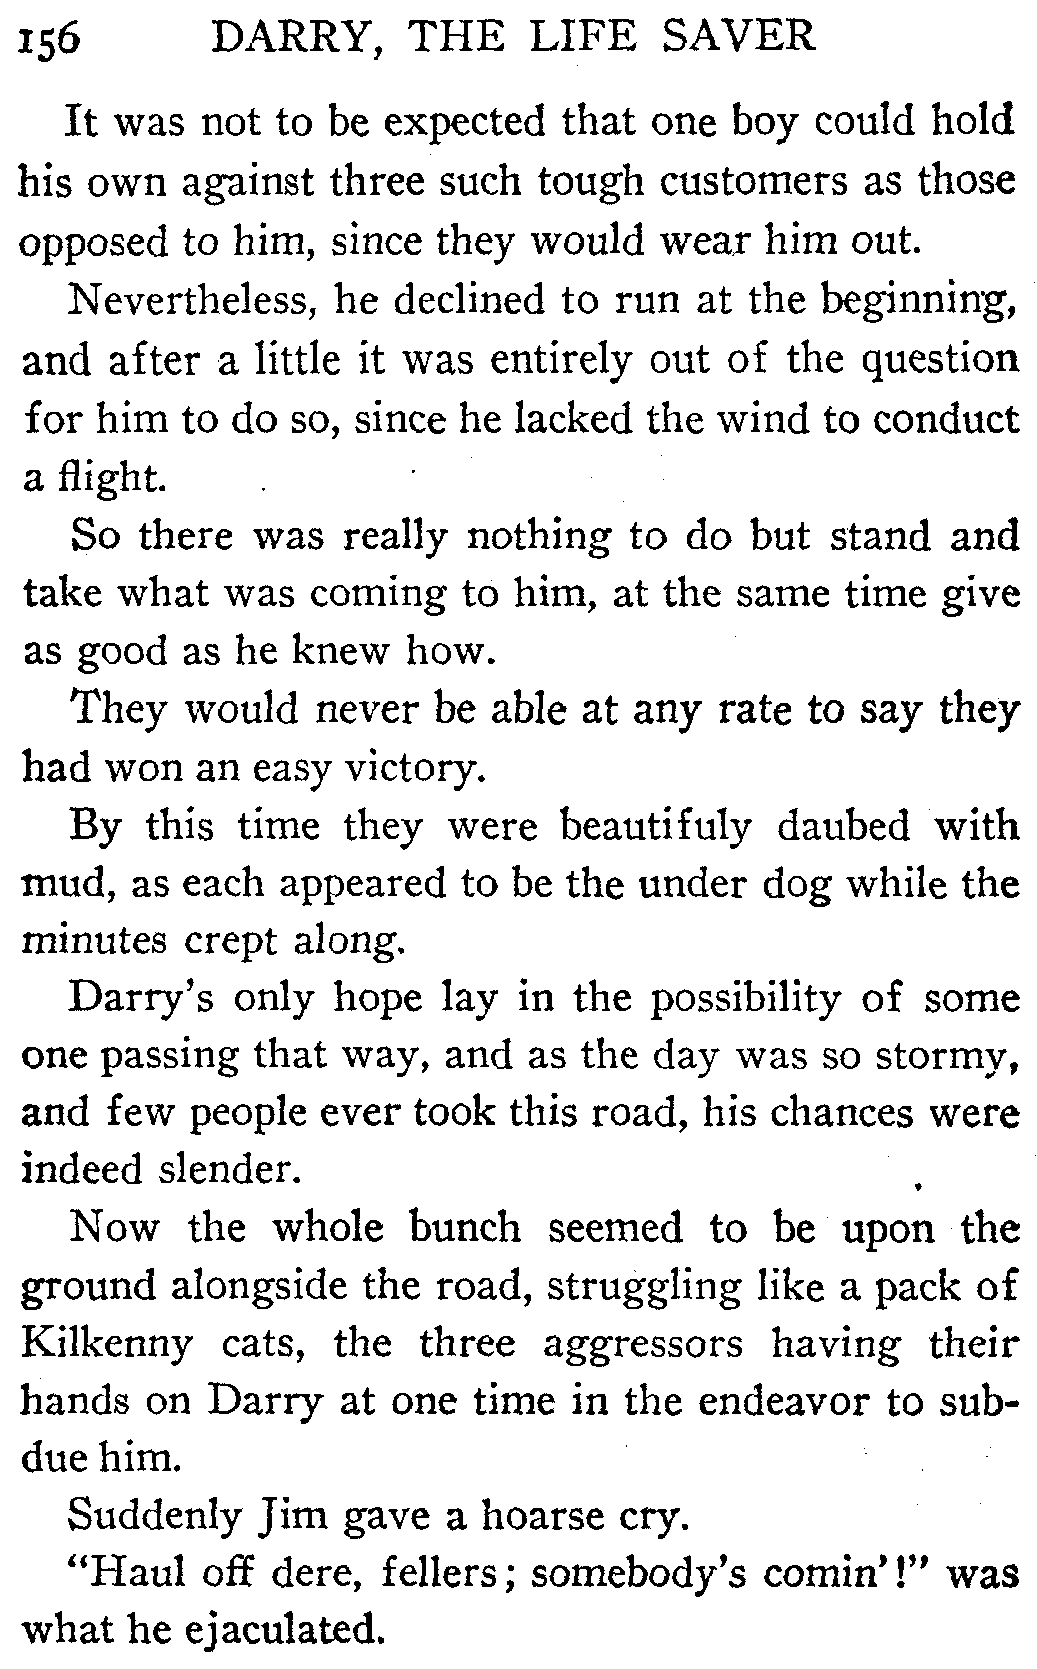 156 DARRY, THE LIFE SAVER
It was not to be expected that one boy could hold
his own against three such tough customers as those
opposed to him, since they would wear him out.
Nevertheless, he declined to run at the beginning,
and after a little it was entirely out of the question
for him to do so, since he lacked the wind to conduct
a flight.
So there was really nothing to do but stand and
take what was coming to him, at the same time give
as good as he knew how.
They would never be able at any rate to say they
had won an easy victory.
By this time they were beautifuly daubed with
mud, as each appeared to be the under dog while the
minutes crept along.
Darry's only hope lay in the possibility of some
one passing that way, and as the day was so stormy,
and few people ever took this road, his chances were
indeed slender.
Now the whole bunch seemed to be upon the
ground alongside the road, struggling like a pack of
Kilkenny cats, the three aggressors having their
hands on Darry at one time in the endeavor to sub-
due him.
Suddenly Jim gave a hoarse cry.
"Haul off dere, fellers; somebody's comin'!" was
what he ejaculated.